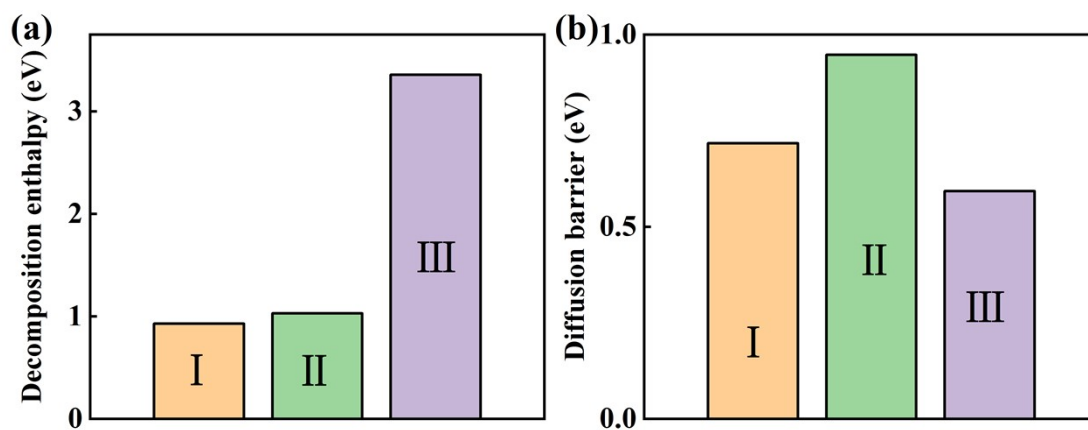 (a)
Decomposition enthalpy (eV)
3
2
1
0
I
II
III
(b)
Diffusion barrier (eV)
1.0
0.5
0.0
I
II
III